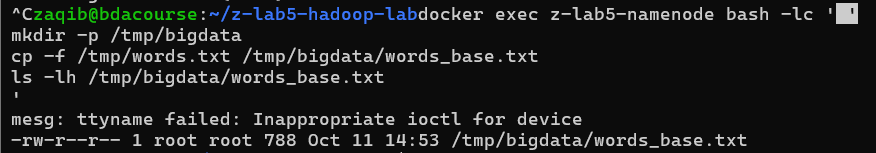 ^Czaqib@bdacourse:~/z-lab5-hadoop-labdocker exec z-lab5-namenode bash -lc ' '
mkdir -p /tmp/bigdata
cp -f /tmp/words.txt /tmp/bigdata/words_base.txt
ls -lh /tmp/bigdata/words_base.txt
'
mesg: ttyname failed: Inappropriate ioctl for device
-rw-r--r-- 1 root root 788 Oct 11 14:53 /tmp/bigdata/words_base.txt